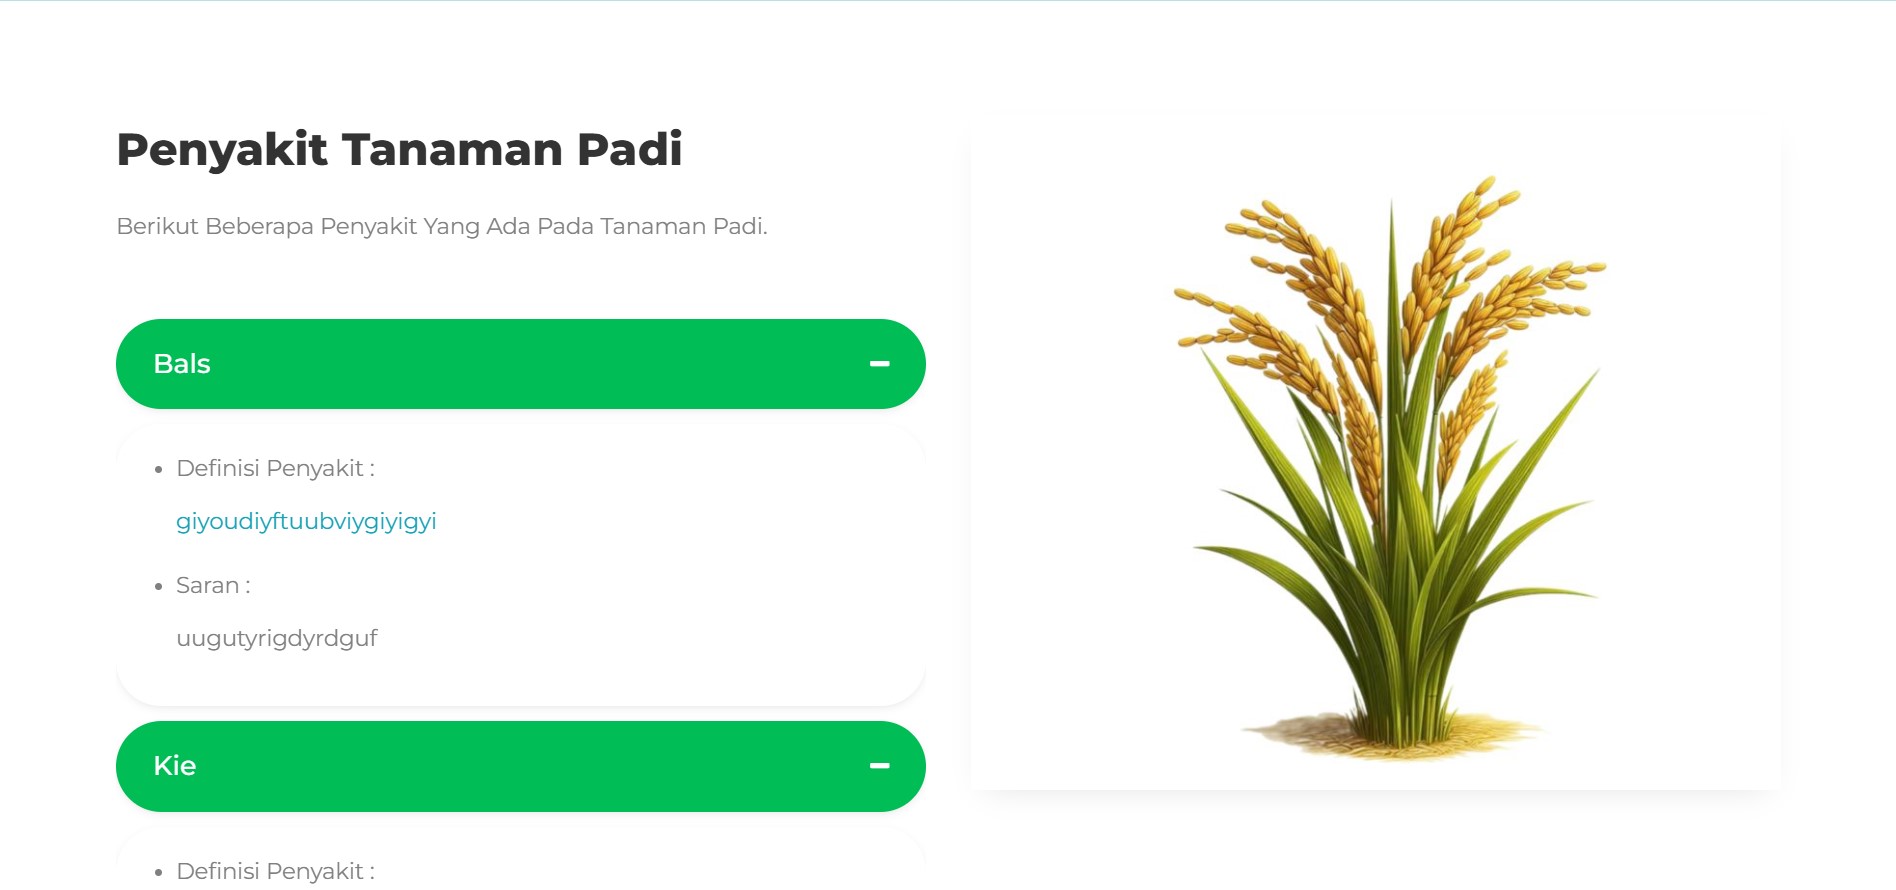 Penyakit Tanaman Padi
Berikut Beberapa Penyakit Yang Ada Pada Tanaman Padi.
Bals
Definisi Penyakit :
giyoudiyftuubviygiyigyi
Saran :
uugutyrigdyrdguf
Kie
Definisi Penyakit :